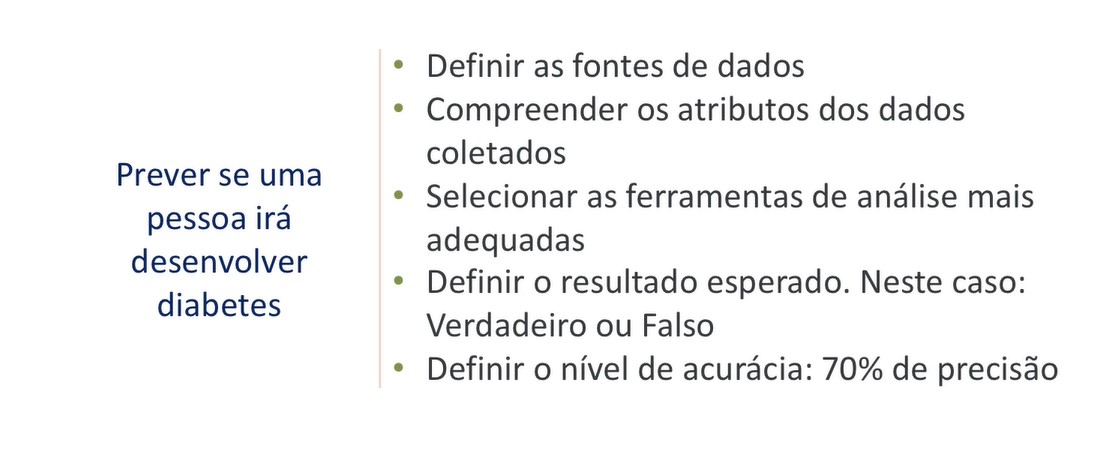 Prever se uma
pessoa irá
desenvolver
diabetes
• Definir as fontes de dados
• Compreender os atributos dos dados
coletados
• Selecionar as ferramentas de análise mais
adequadas
• Definir o resultado esperado. Neste caso:
Verdadeiro ou Falso
• Definir o nível de acurácia: 70% de precisão